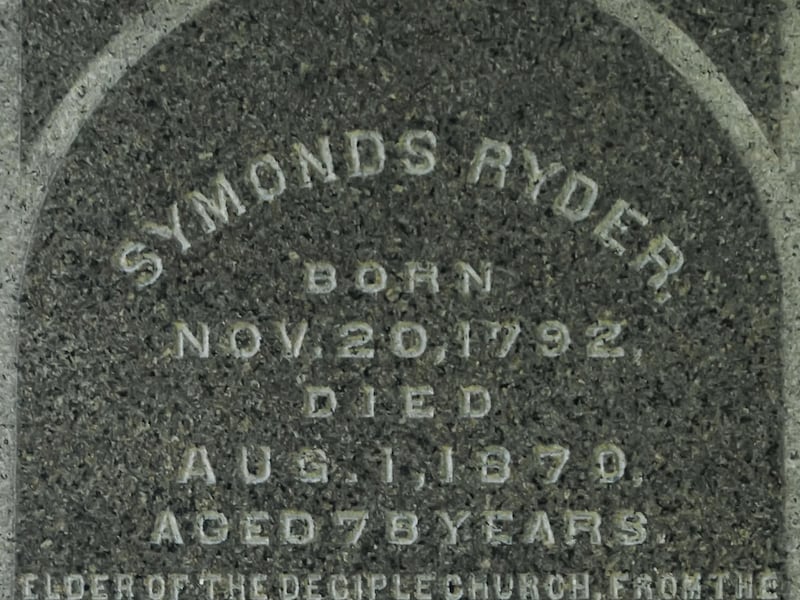 SYMONDS RYDER.
BORN
NOV. 20, 1792,
DIED
AUG. 1, 1870,
AGED 78 YEARS.
ELDER OF THE DECIPLE CHURCH, FROM THE